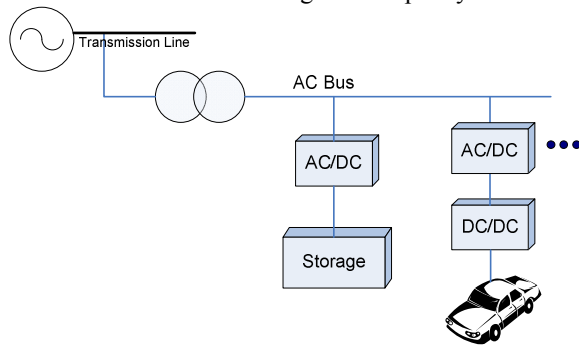 Transmission Line
AC Bus
AC/DC
AC/DC
DC/DC
Storage